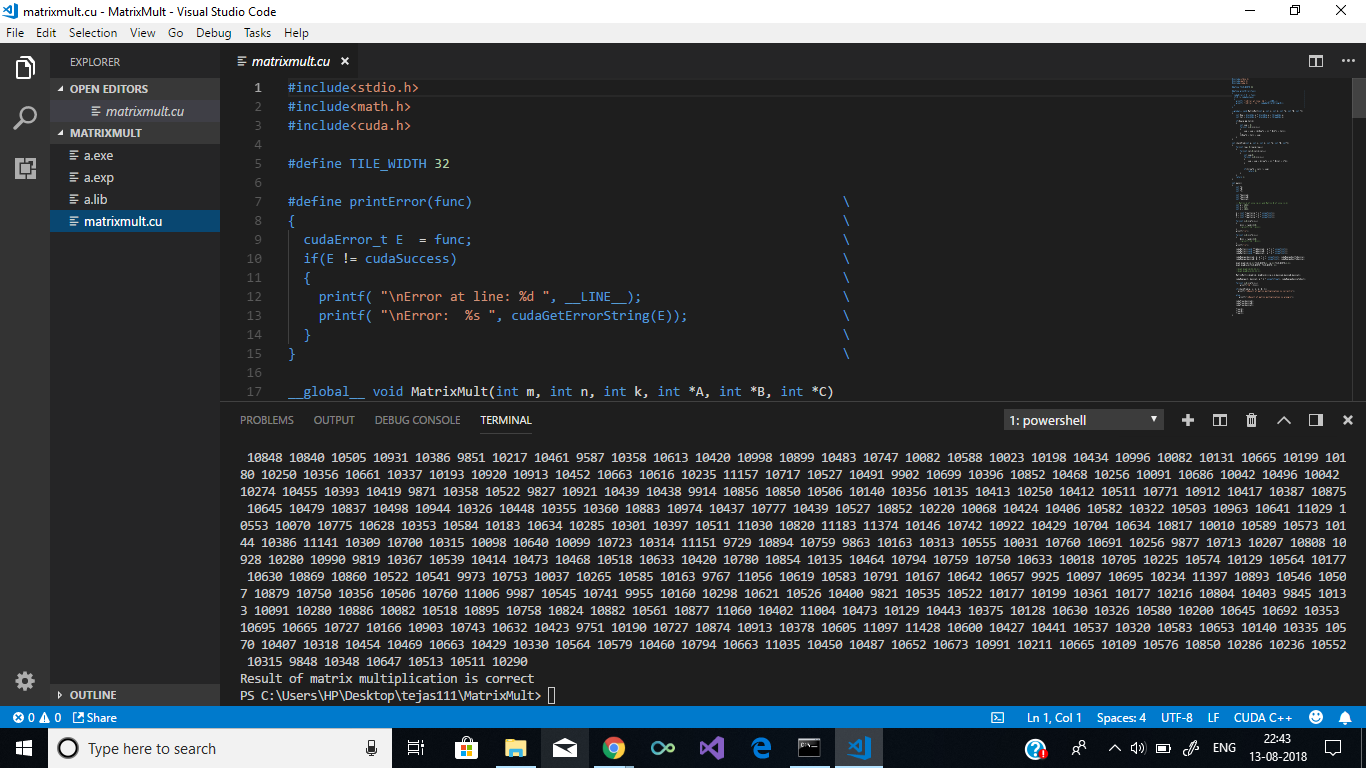 matrixmult.cu - MatrixMult - Visual Studio Code
File Edit Selection View Go Debug Tasks Help
EXPLORER
OPEN EDITORS
matrixmult.cu
MATRIXMULT
a.exe
a.exp
a.lib
matrixmult.cu
OUTLINE
matrixmult.cu
1 #include<stdio.h>
2 #include<math.h>
3 #include<cuda.h>
4
5 #define TILE_WIDTH 32
6
7 #define printError(func) \
8 { \
9 cudaError_t E  = func; \
10 if(E != cudaSuccess) \
11 { \
12 printf( "\nError at line: %d ", __LINE__); \
13 printf( "\nError:  %s ", cudaGetErrorString(E)); \
14 } \
15 } \
16
17 __global__ void MatrixMult(int m, int n, int k, int *A, int *B, int *C)
PROBLEMS OUTPUT DEBUG CONSOLE TERMINAL 1: powershell
10848 10840 10505 10931 10386 9851 10217 10461 9587 10358 10613 10420 10998 10899 10483 10747 10082 10588 10023 10198 10434 10996 10082 10131 10665 10199 101
80 10250 10356 10661 10337 10193 10920 10913 10452 10663 10616 10235 11157 10717 10527 10491 9902 10699 10396 10852 10468 10256 10091 10686 10042 10496 10042
10274 10455 10393 10419 9871 10358 10522 9827 10921 10439 10438 9914 10856 10850 10506 10140 10356 10135 10413 10250 10412 10511 10771 10912 10417 10387 10875
10645 10479 10837 10498 10944 10326 10448 10355 10360 10883 10974 10437 10777 10439 10527 10852 10220 10068 10424 10406 10582 10322 10503 10963 10641 11029 1
0553 10070 10775 10628 10353 10584 10183 10634 10285 10301 10397 10511 11030 10820 11183 11374 10146 10742 10922 10429 10704 10634 10817 10010 10589 10573 101
44 10386 11141 10309 10700 10315 10098 10640 10099 10723 10314 11151 9729 10894 10759 9863 10163 10313 10555 10031 10760 10691 10256 9877 10713 10207 10808 10
928 10280 10990 9819 10367 10539 10414 10473 10468 10518 10633 10420 10780 10854 10135 10464 10794 10759 10750 10633 10018 10705 10225 10574 10129 10564 10177
10630 10869 10860 10522 10541 9973 10753 10037 10265 10585 10163 9767 11056 10619 10583 10791 10167 10642 10657 9925 10097 10695 10234 11397 10893 10546 1050
7 10879 10750 10356 10506 10760 11006 9987 10545 10741 9955 10160 10298 10621 10526 10400 9821 10535 10522 10177 10199 10361 10177 10216 10804 10403 9845 1013
3 10091 10280 10886 10082 10518 10895 10758 10824 10882 10561 10877 11060 10402 11004 10473 10129 10443 10375 10128 10630 10326 10580 10200 10645 10692 10353
10695 10665 10727 10166 10903 10743 10632 10423 9751 10190 10727 10874 10913 10378 10605 11097 11428 10600 10427 10441 10537 10320 10583 10653 10140 10335 105
70 10407 10318 10454 10469 10663 10429 10330 10564 10579 10460 10794 10663 11035 10450 10487 10652 10673 10991 10211 10665 10109 10576 10850 10286 10236 10552
10315 9848 10348 10647 10513 10511 10290
Result of matrix multiplication is correct
PS C:\Users\HP\Desktop\tejas111\MatrixMult>
0 0 Share Ln 1, Col 1 Spaces: 4 UTF-8 LF CUDA C++
Type here to search ENG 22:43
13-08-2018